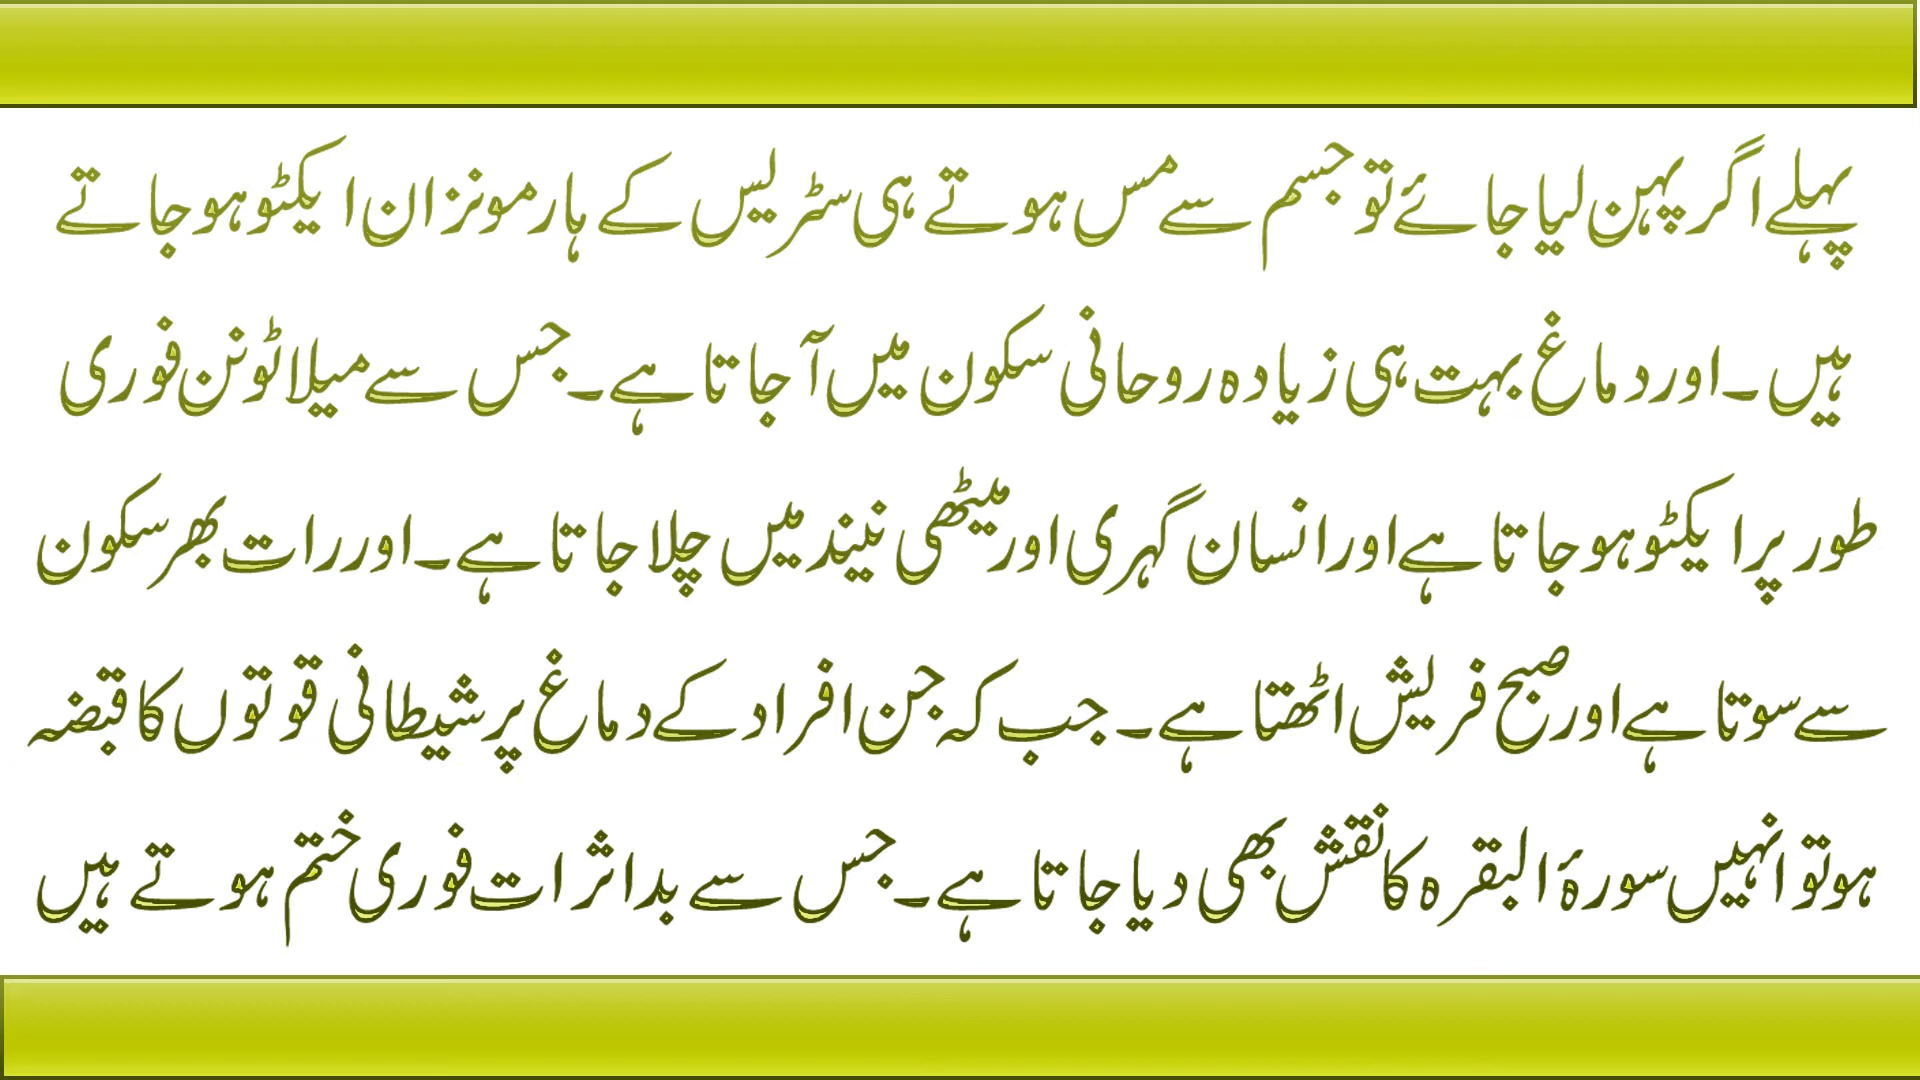 پہلے اگر پہن لیا جائے تو جسم سے مس ہوتے ہی سٹریس کے ہارمونز ان ایکٹو ہو جاتے
ہیں۔ اور دماغ بہت ہی زیادہ روحانی سکون میں آ جاتا ہے۔ جس سے میلاٹونن فوری
طور پر ایکٹو ہو جاتا ہے اور انسان گہری اور میٹھی نیند میں چلا جاتا ہے۔ اور رات بھر سکون
سے سوتا ہے اور صبح فریش اٹھتا ہے۔ جب کہ جن افراد کے دماغ پر شیطانی قوتوں کا قبضہ
ہو تو انہیں سورۂ البقرہ کا نقش بھی دیا جاتا ہے۔ جس سے بد اثرات فوری ختم ہوتے ہیں